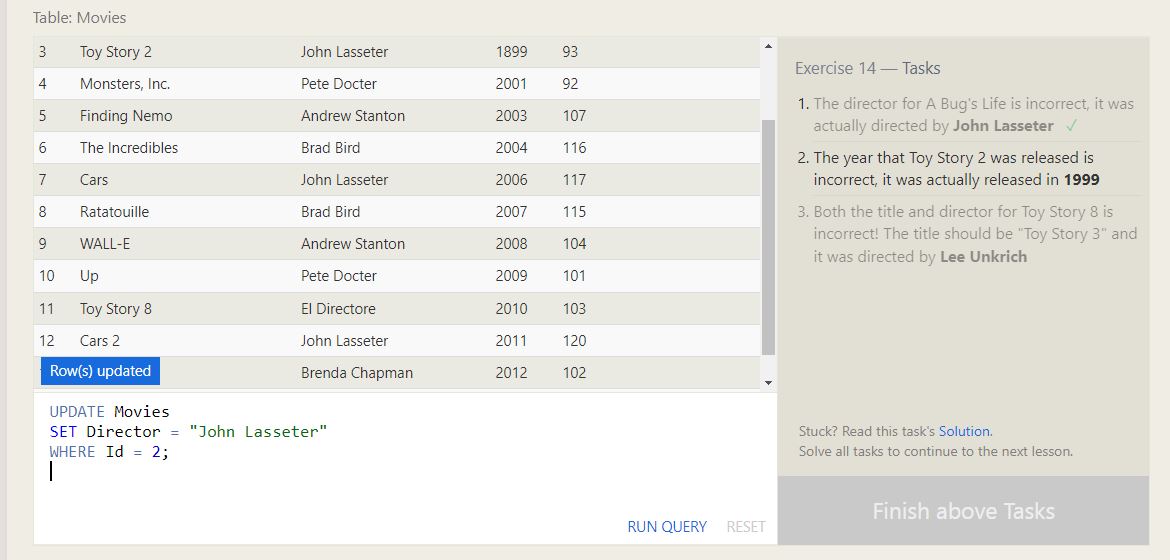 Table: Movies
3 Toy Story 2 John Lasseter 1899 93
4 Monsters, Inc. Pete Docter 2001 92
5 Finding Nemo Andrew Stanton 2003 107
6 The Incredibles Brad Bird 2004 116
7 Cars John Lasseter 2006 117
8 Ratatouille Brad Bird 2007 115
9 WALL-E Andrew Stanton 2008 104
10 Up Pete Docter 2009 101
11 Toy Story 8 El Directore 2010 103
12 Cars 2 John Lasseter 2011 120
Row(s) updated Brenda Chapman 2012 102
UPDATE Movies
SET Director = "John Lasseter"
WHERE Id = 2;
RUN QUERY RESET
Exercise 14 — Tasks
1. The director for A Bug's Life is incorrect, it was
actually directed by John Lasseter ✓
2. The year that Toy Story 2 was released is
incorrect, it was actually released in 1999
3. Both the title and director for Toy Story 8 is
incorrect! The title should be "Toy Story 3" and
it was directed by Lee Unkrich
Stuck? Read this task's Solution.
Solve all tasks to continue to the next lesson.
Finish above Tasks